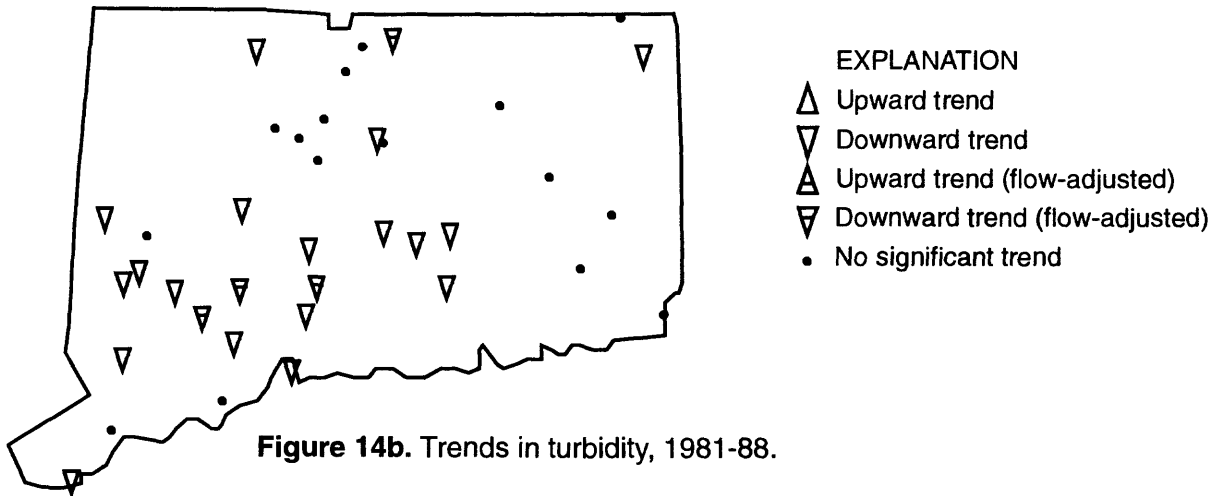 EXPLANATION
Upward trend
Downward trend
Upward trend (flow-adjusted)
Downward trend (flow-adjusted)
No significant trend
Figure 14b. Trends in turbidity, 1981-88.